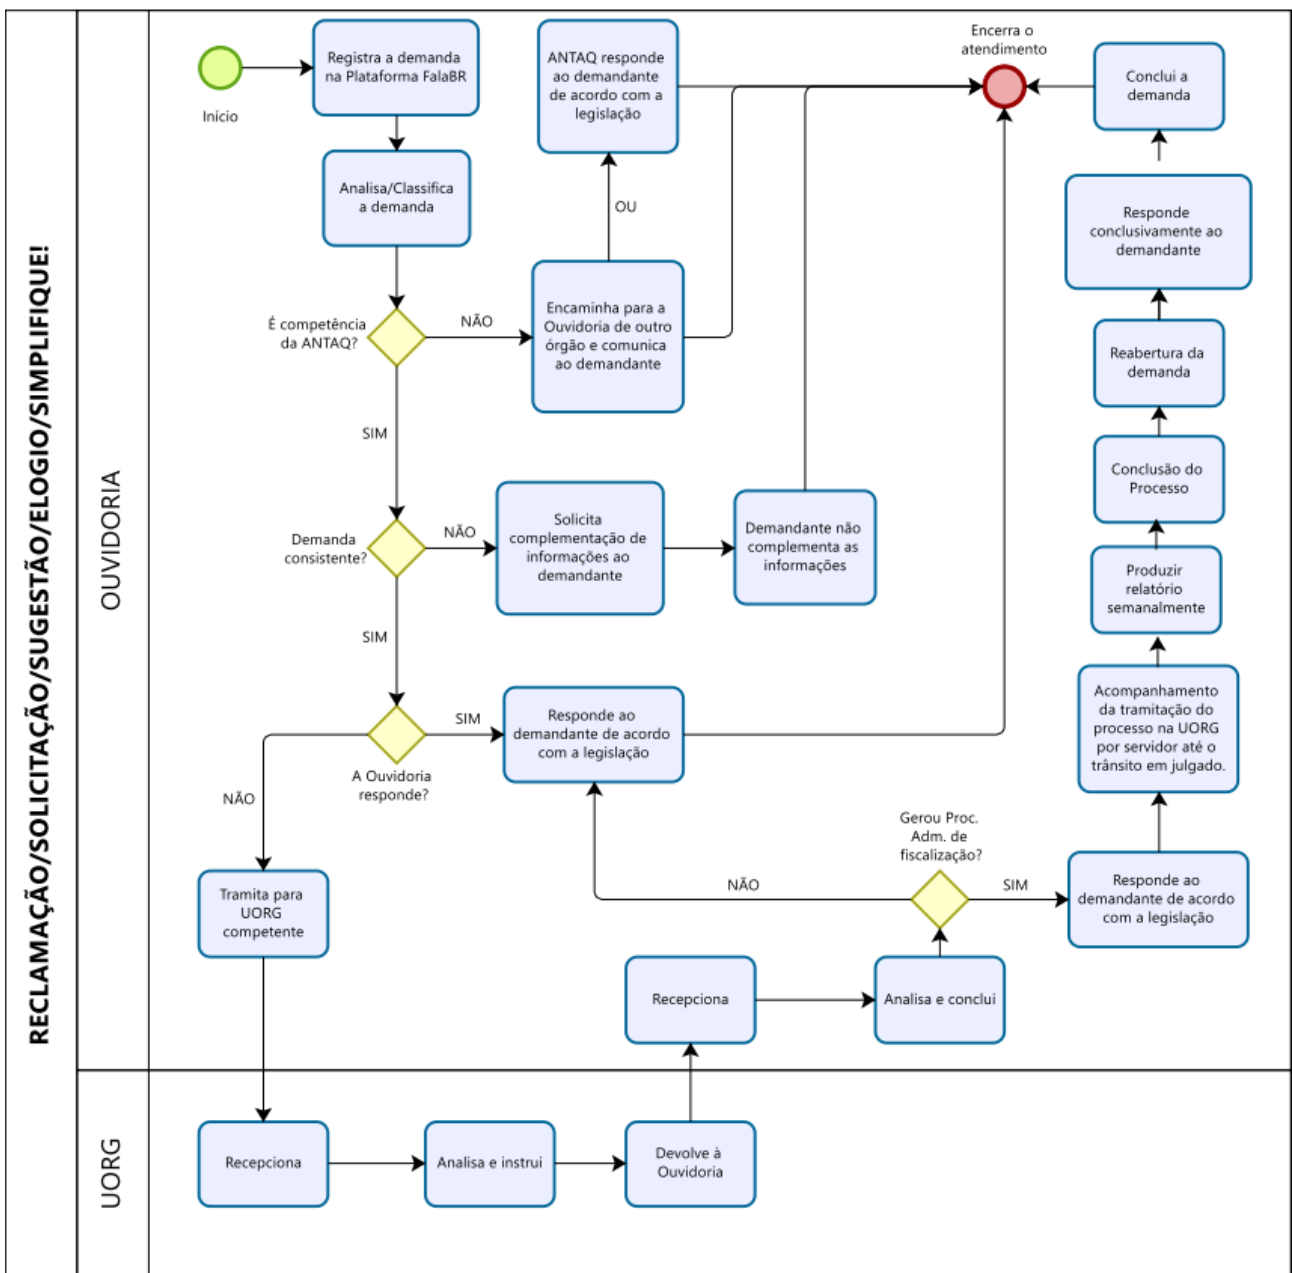 RECLAMAÇÃO/SOLICITAÇÃO/SUGESTÃO/ELOGIO/SIMPLIFIQUE!
OUVIDORIA
Início
Registra a demanda
na Plataforma FalaBR
Analisa/Classifica
a demanda
É competência
da ANTAQ?
NÃO
Encaminha para a
Ouvidoria de outro
órgão e comunica
ao demandante
OU
ANTAQ responde
ao demandante
de acordo com a
legislação
Encerra o
atendimento
SIM
Demanda
consistente?
NÃO
Solicita
complementação de
informações ao
demandante
Demandante não
complementa as
informações
SIM
A Ouvidoria
responde?
SIM
Responde ao
demandante de acordo
com a legislação
NÃO
Tramita para
UORG
competente
Recepciona
Analisa e conclui
Gerou Proc.
Adm. de
fiscalização?
NÃO
SIM
Responde ao
demandante de acordo
com a legislação
Acompanhamento
da tramitação do
processo na UORG
por servidor até o
trânsito em julgado.
Produzir
relatório
semanalmente
Conclusão do
Processo
Reabertura da
demanda
Responde
conclusivamente ao
demandante
Conclui a
demanda
UORG
Recepciona
Analisa e instrui
Devolve à
Ouvidoria